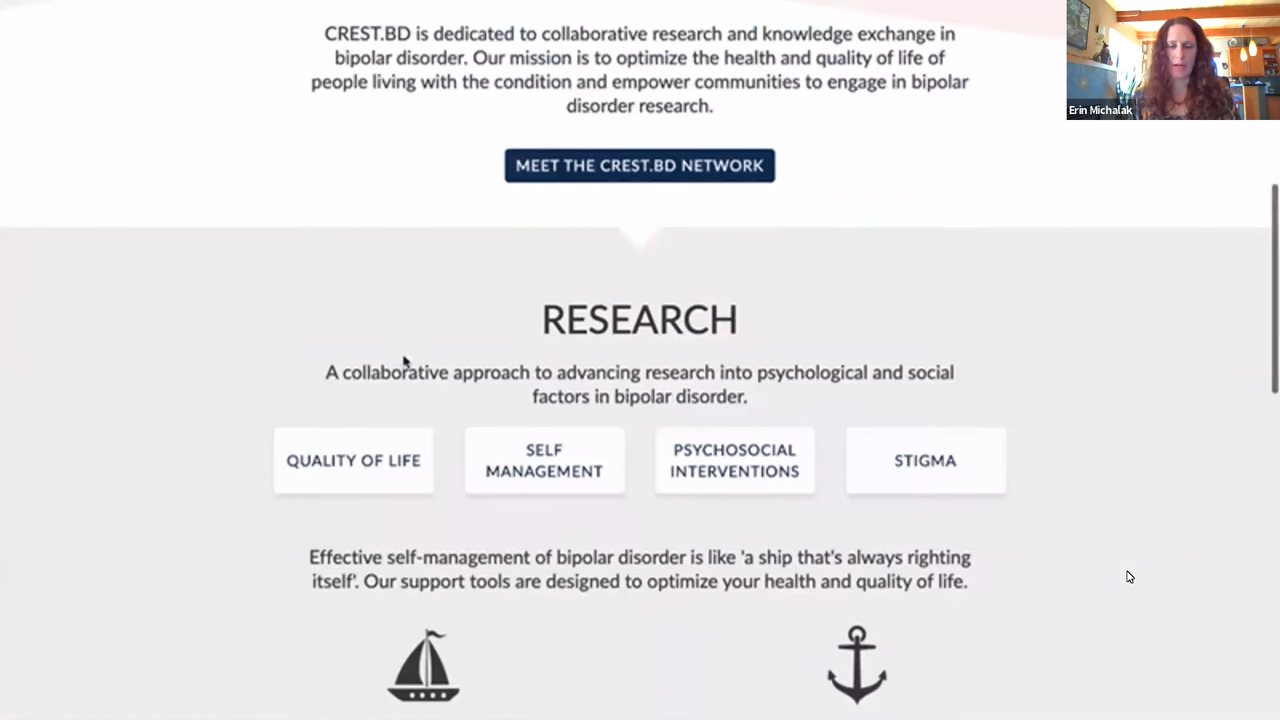 CREST.BD is dedicated to collaborative research and knowledge exchange in
bipolar disorder. Our mission is to optimize the health and quality of life of
people living with the condition and empower communities to engage in bipolar
disorder research.
Erin Michalak
MEET THE CREST.BD NETWORK
RESEARCH
A collaborative approach to advancing research into psychological and social
factors in bipolar disorder.
QUALITY OF LIFE
SELF
MANAGEMENT
PSYCHOSOCIAL
INTERVENTIONS
STIGMA
Effective self-management of bipolar disorder is like 'a ship that's always righting
itself'. Our support tools are designed to optimize your health and quality of life.